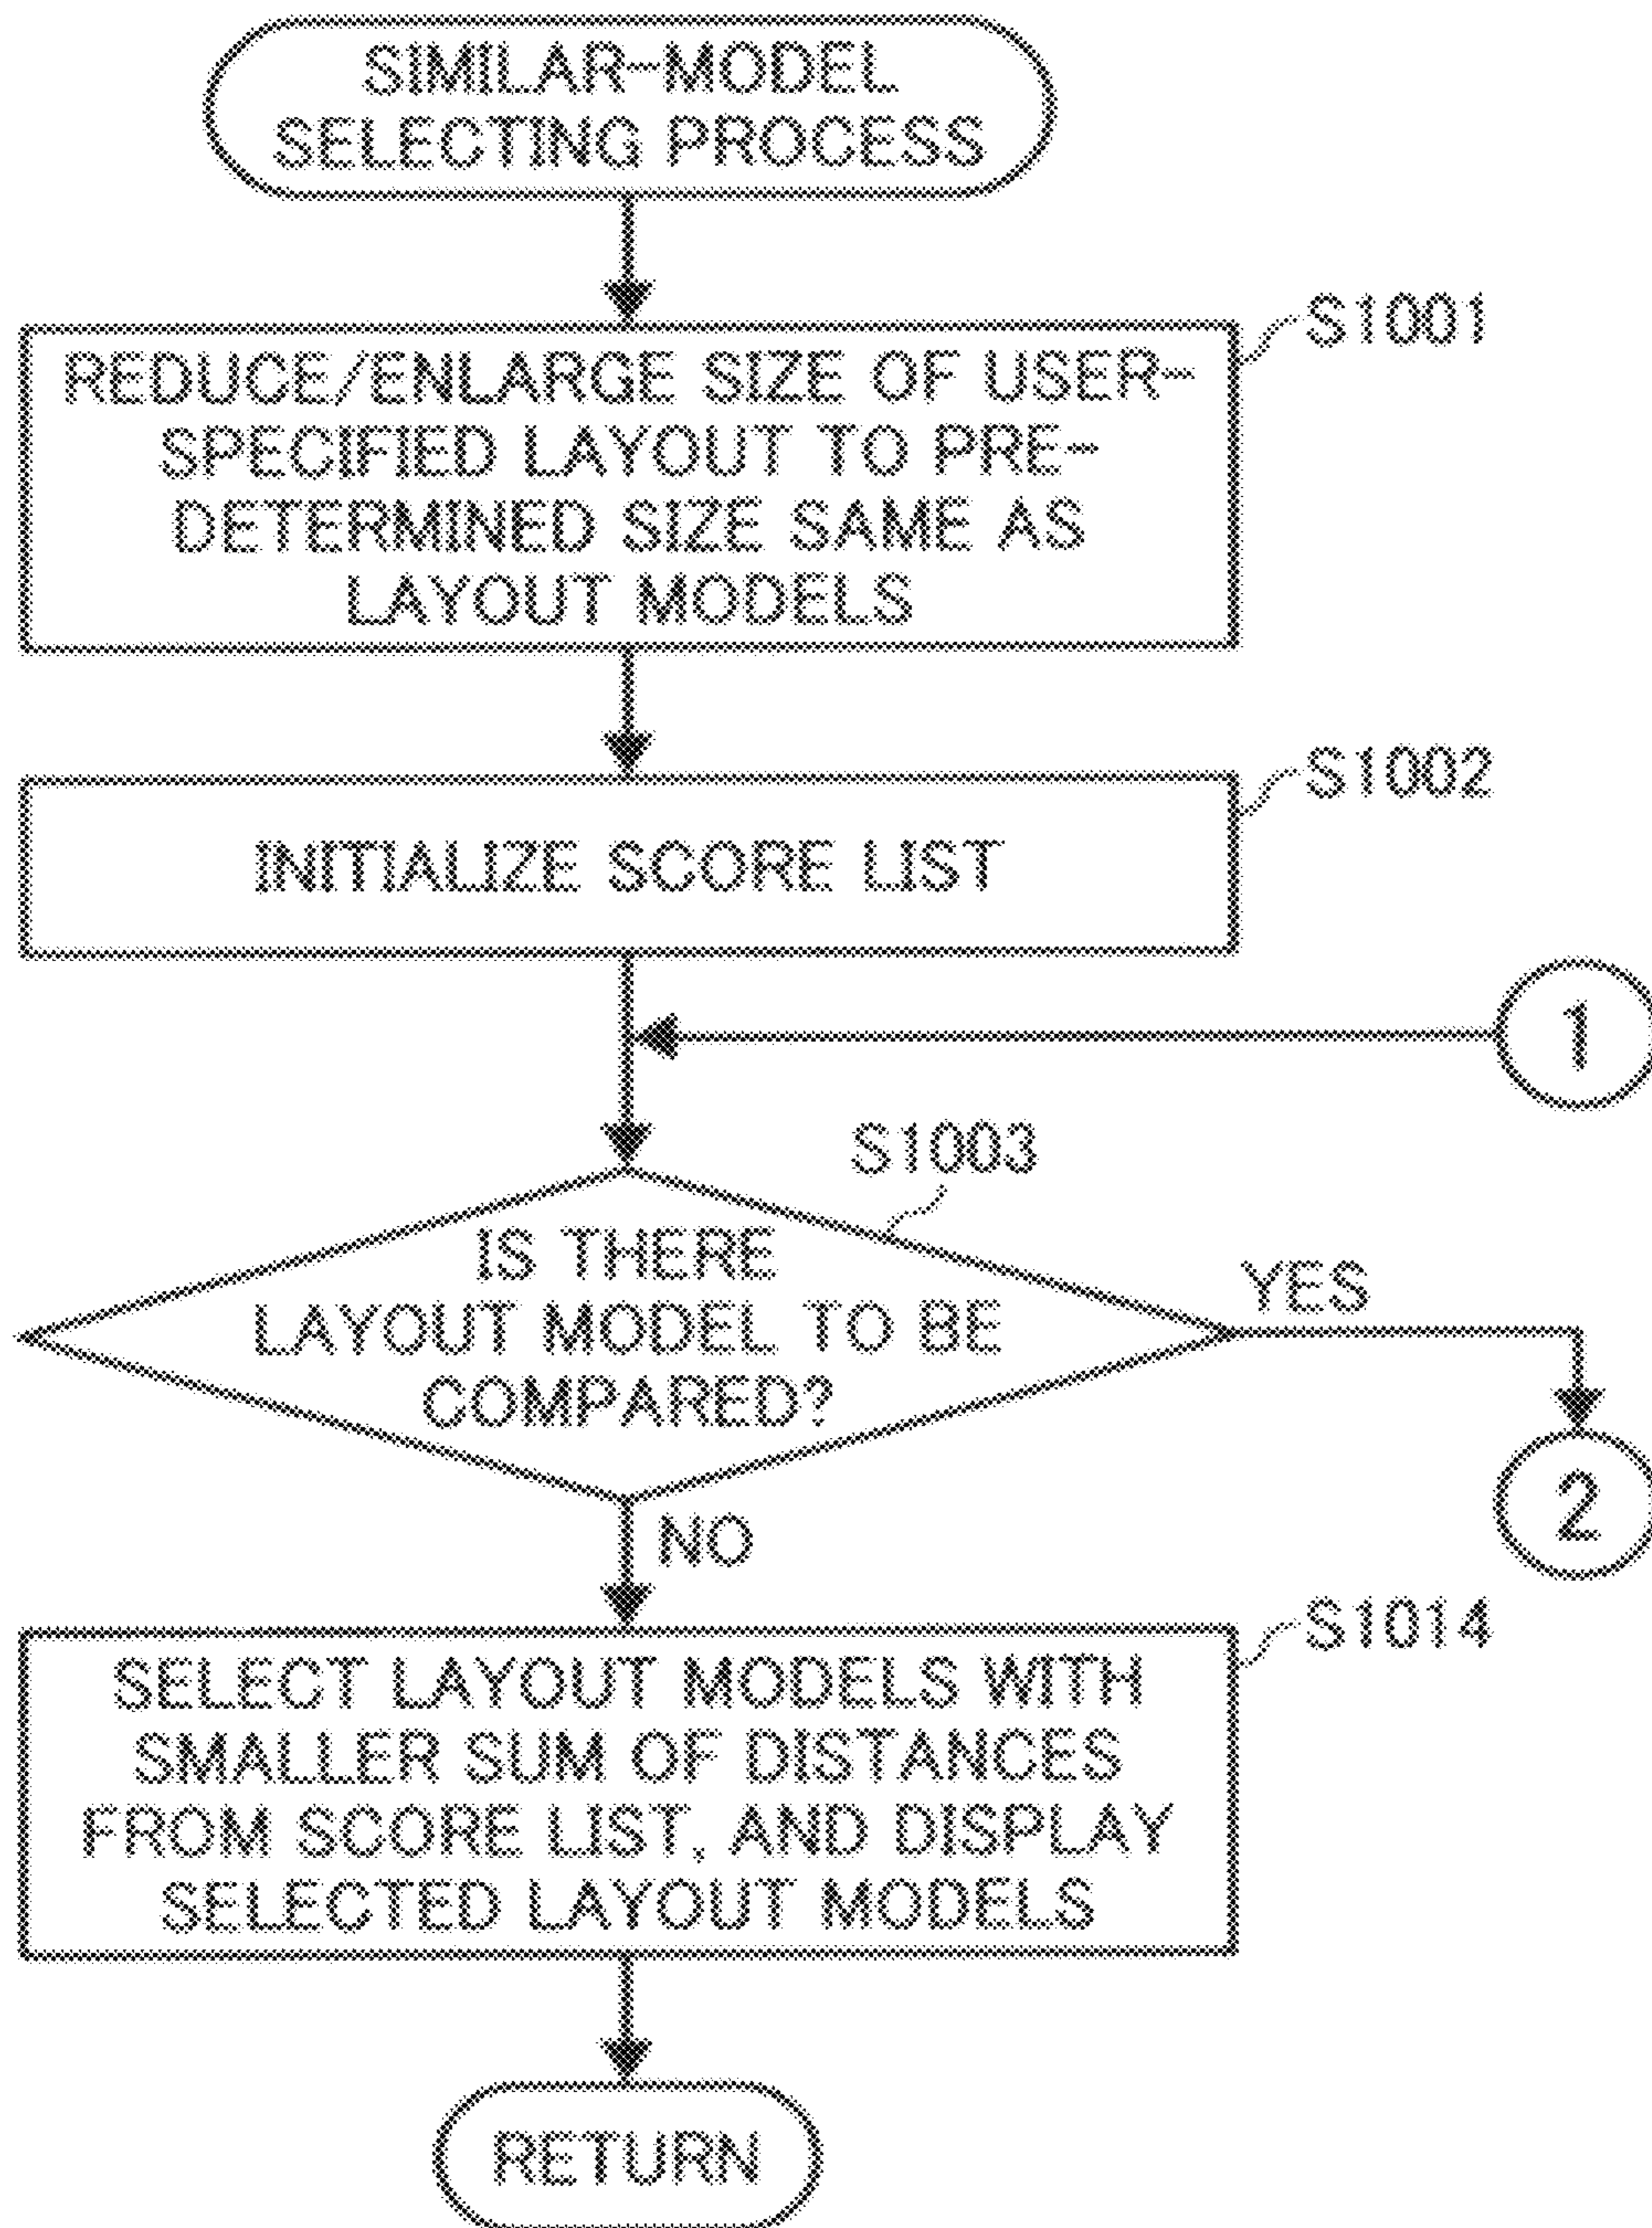 SIMILAR-MODEL
SELECTING PROCESS
S1001
REDUCE/ENLARGE SIZE OF USER-
SPECIFIED LAYOUT TO PRE-
DETERMINED SIZE SAME AS
LAYOUT MODELS
S1002
INITIALIZE SCORE LIST
1
S1003
IS THERE
LAYOUT MODEL TO BE
COMPARED?
YES
2
NO
S1014
SELECT LAYOUT MODELS WITH
SMALLER SUM OF DISTANCES
FROM SCORE LIST, AND DISPLAY
SELECTED LAYOUT MODELS
RETURN